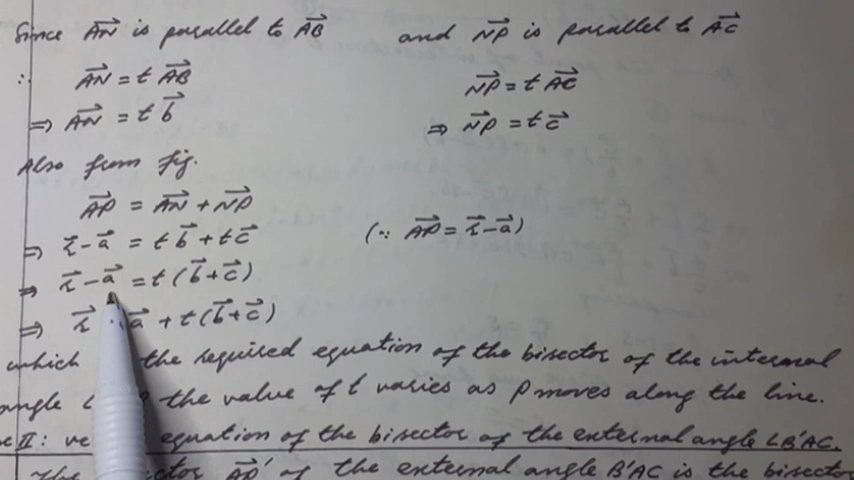 Since AN⃗ is parallel to AB⃗ and NP⃗ is parallel to AC⃗
∴ AN⃗ = t AB⃗ NP⃗ = t AC⃗
⇒ AN⃗ = t b⃗ ⇒ NP⃗ = t c⃗
Also from fig.
AP⃗ = AN⃗ + NP⃗
⇒ r⃗ - a⃗ = t b⃗ + t c⃗ (∵ AP⃗ = r⃗ - a⃗)
⇒ r⃗ - a⃗ = t (b⃗ + c⃗)
⇒ r⃗ a⃗ + t (b⃗ + c⃗)
which the required equation of the bisector of the internal
angle the value of t varies as P moves along the line.
II: equation of the bisector of the external angle ∠B'AC.
The AP'⃗ of the external angle B'AC is the bisector